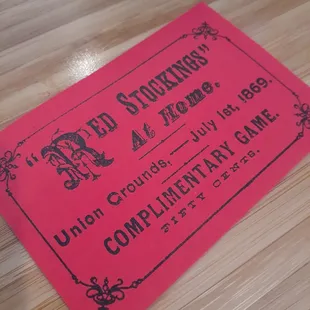 "RED STOCKINGS"
At Home.
Union Grounds,—July 1st, 1869.
COMPLIMENTARY GAME.
FIFTY CENTS.